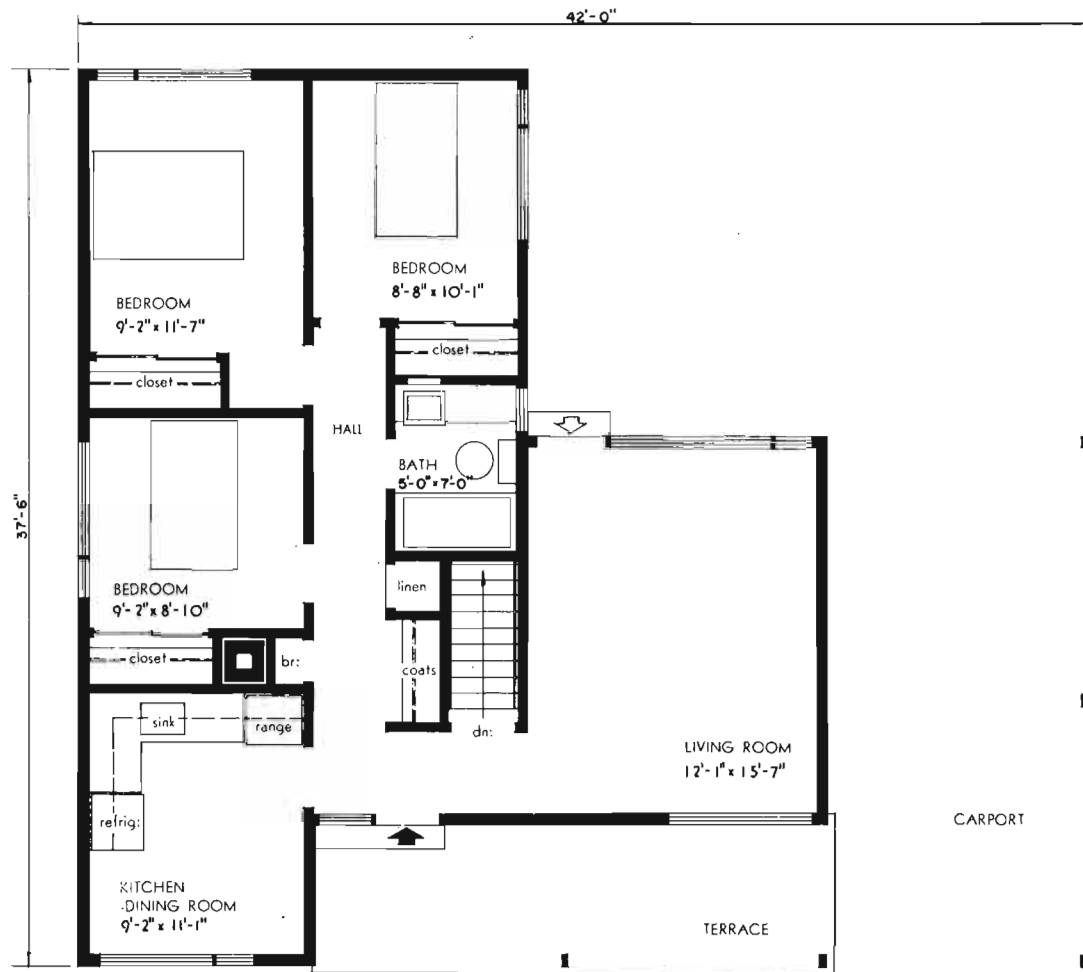 42'-0"
BEDROOM
8'-8" x 10'-1"
BEDROOM
9'-2" x 11'-7"
closet
closet
HALL
BATH
5'-0" x 7'-0"
37'-6"
linen
BEDROOM
9'-2" x 8'-10"
closet
br:
coats
sink
range
dn:
LIVING ROOM
12'-1" x 15'-7"
refrig:
CARPORT
KITCHEN
-DINING ROOM
9'-2" x 11'-1"
TERRACE